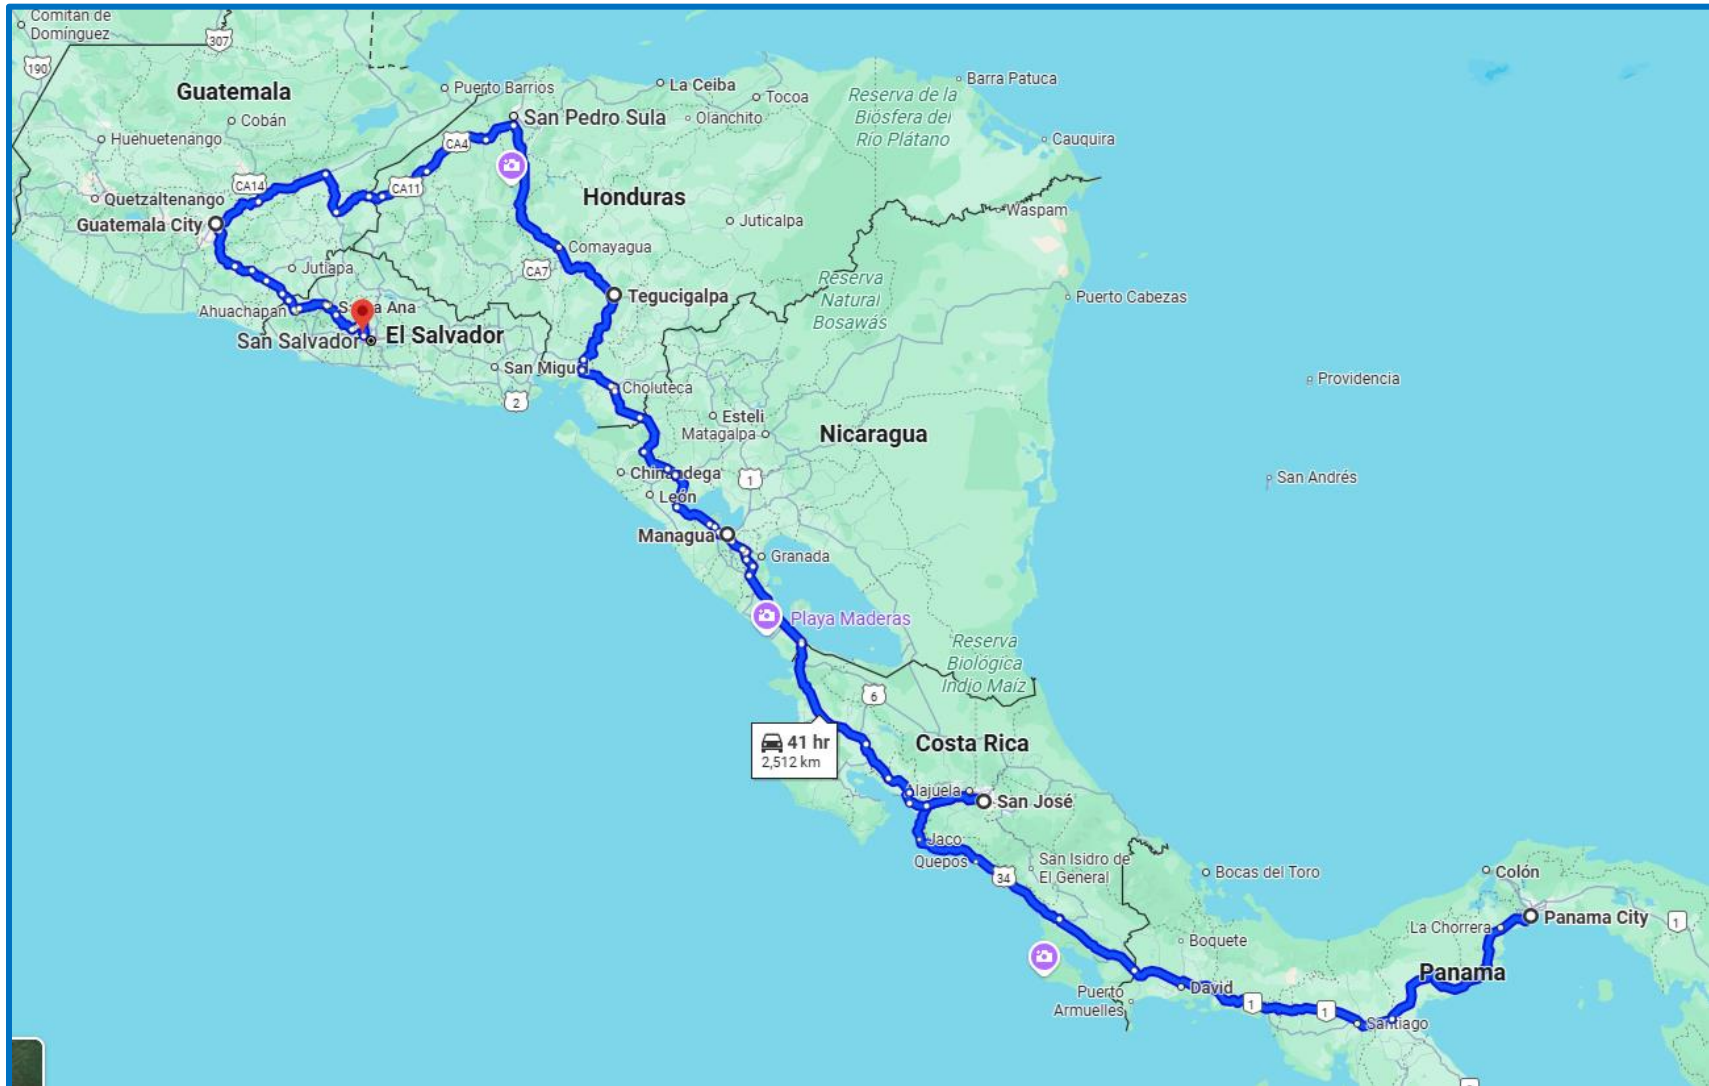 Comitán de
Domínguez
307
190
Guatemala
Puerto Barrios
La Ceiba
Tocoa
Barra Patuca
Reserva de la
Biósfera del
Río Plátano
Cobán
San Pedro Sula
Olanchito
Huehuetenango
CA4
Cauquira
CA14
CA11
Quetzaltenango
Honduras
Guatemala City
Juticalpa
Waspam
Comayagua
Jutiapa
CA7
Reserva
Natural
Bosawás
Tegucigalpa
Puerto Cabezas
Ahuachapan
Ana
El Salvador
San Salvador
San Miguel
Choluteca
Providencia
2
Esteli
Matagalpa
Nicaragua
Chinandega
1
San Andrés
León
Managua
Granada
Playa Maderas
Reserva
Biológica
Indio Maíz
6
41 hr
2,512 km
Costa Rica
Alajuela
San José
Jaco
Quepos
San Isidro de
El General
34
Bocas del Toro
Colón
Panama City
La Chorrera
1
Boquete
Panama
David
Puerto
Armuelles
1
1
Santiago